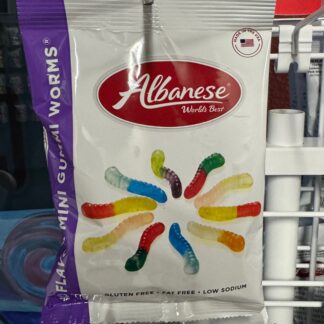 Albanese®
World's Best
MINI GUMMI WORMS®
GLUTEN FREE • FAT FREE • LOW SODIUM